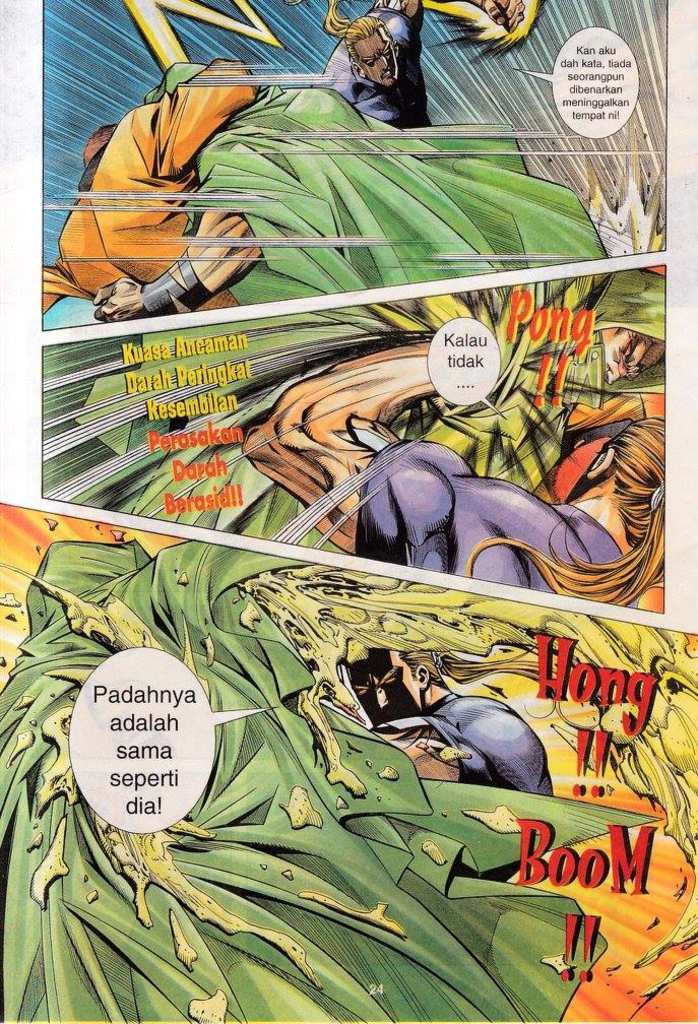 Kan aku
dah kata, tiada
seorangpun
dibenarkan
meninggalkan
tempat ni!
Kalau
tidak
....
Pong
!!
Kuasa Ancaman
Darah Peringkat
Kesembilan
Perosakan
Darah
Berasid!!
Padahnya
adalah
sama
seperti
dia!
Hong
!!
BooM
!!
24